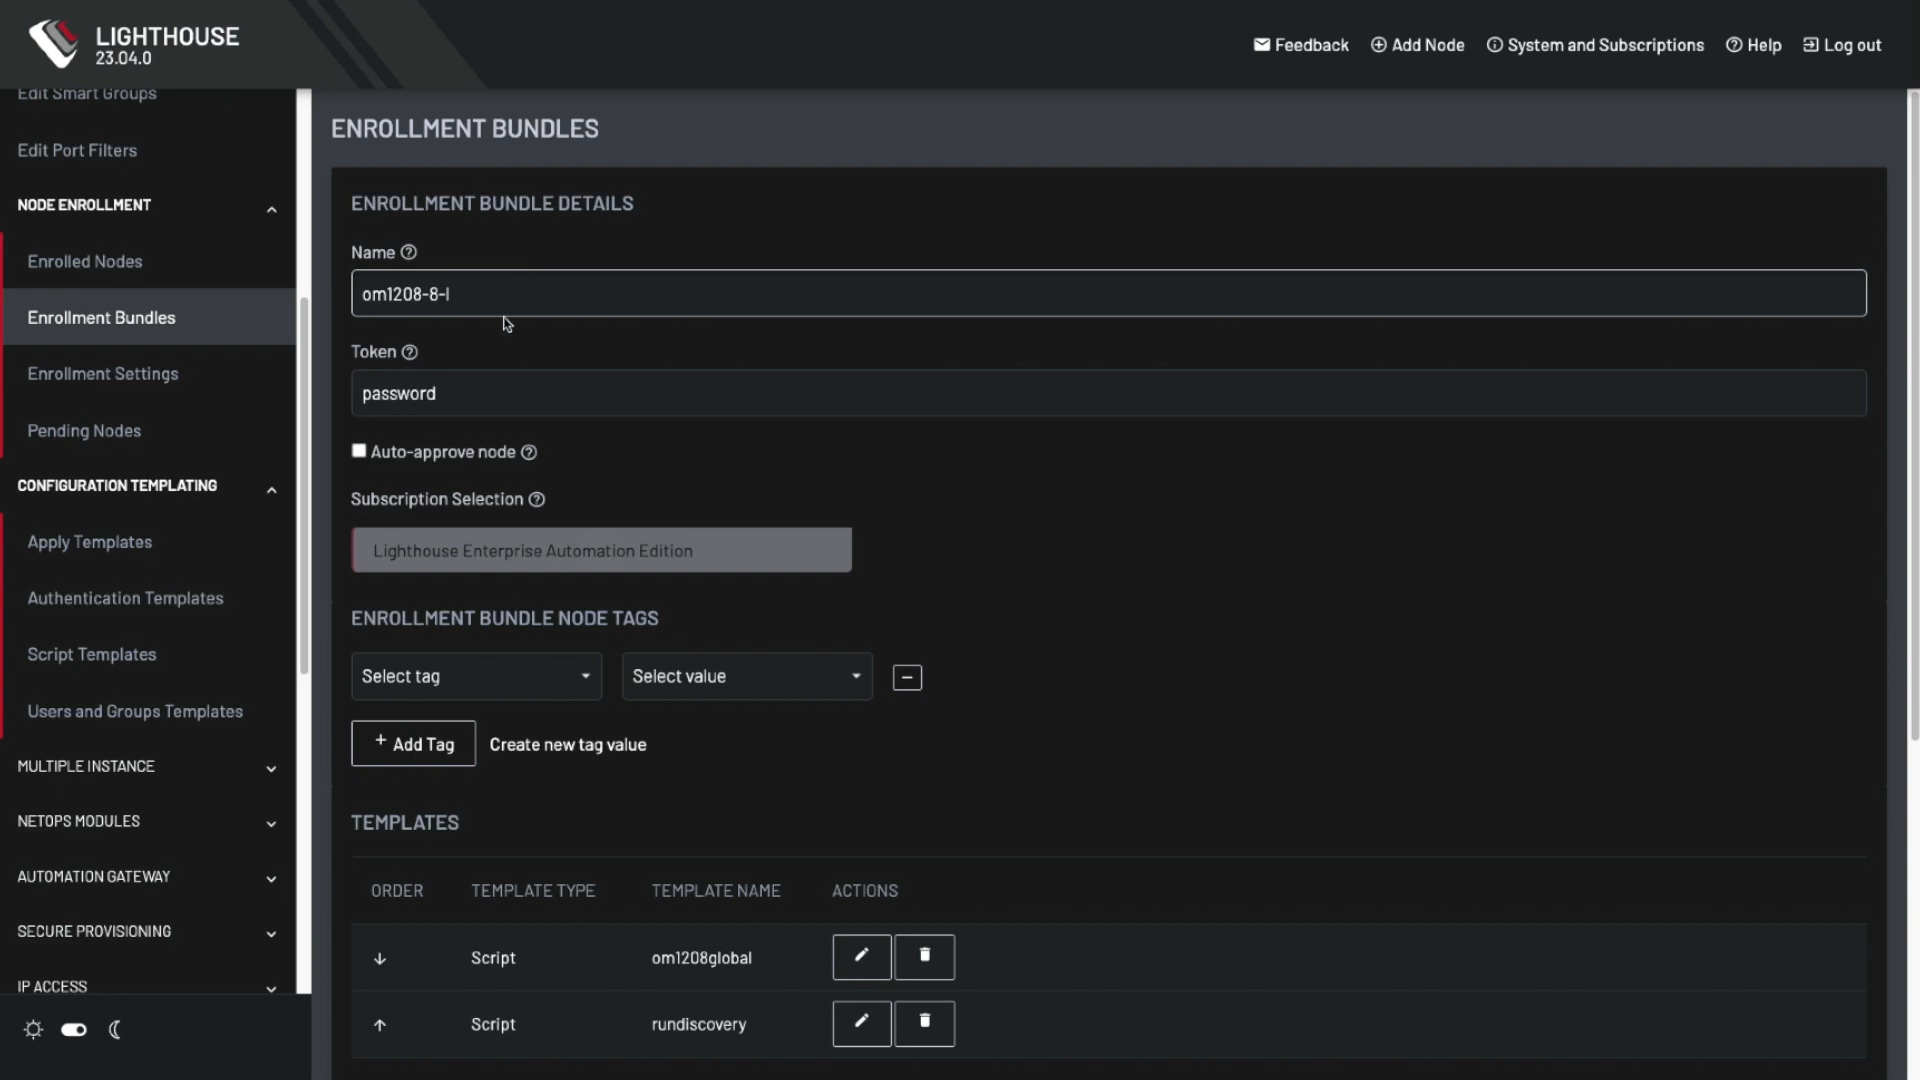 LIGHTHOUSE
23.04.0
Feedback
Add Node
System and Subscriptions
Help
Log out
Edit Smart Groups
Edit Port Filters
NODE ENROLLMENT
Enrolled Nodes
Enrollment Bundles
Enrollment Settings
Pending Nodes
CONFIGURATION TEMPLATING
Apply Templates
Authentication Templates
Script Templates
Users and Groups Templates
MULTIPLE INSTANCE
NETOPS MODULES
AUTOMATION GATEWAY
SECURE PROVISIONING
IP ACCESS
ENROLLMENT BUNDLES
ENROLLMENT BUNDLE DETAILS
Name
om1208-8-l
Token
password
Auto-approve node
Subscription Selection
Lighthouse Enterprise Automation Edition
ENROLLMENT BUNDLE NODE TAGS
Select tag Select value
+ Add Tag Create new tag value
TEMPLATES
ORDER TEMPLATE TYPE TEMPLATE NAME ACTIONS
Script om1208global
Script rundiscovery